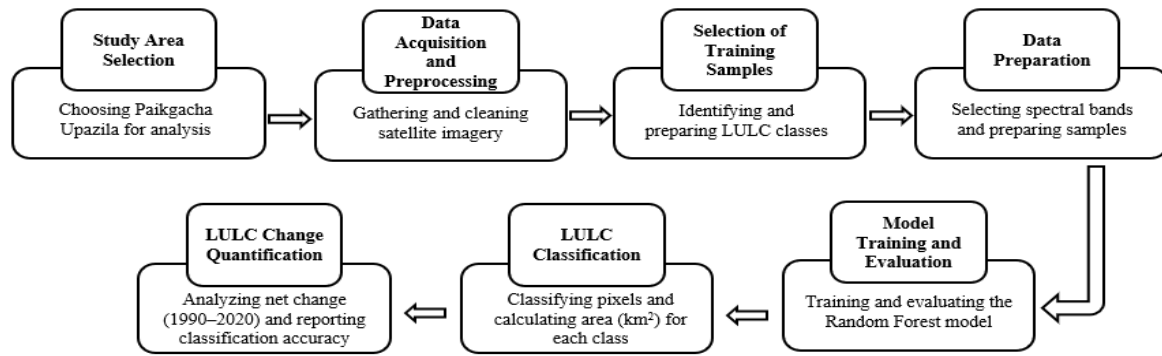 Study Area
Selection
Choosing Paikgacha
Upazila for analysis
Data
Acquisition
and
Preprocessing
Gathering and cleaning
satellite imagery
Selection of
Training
Samples
Identifying and
preparing LULC classes
Data
Preparation
Selecting spectral bands
and preparing samples
Model
Training and
Evaluation
Training and evaluating the
Random Forest model
LULC
Classification
Classifying pixels and
calculating area (km²) for
each class
LULC Change
Quantification
Analyzing net change
(1990–2020) and reporting
classification accuracy